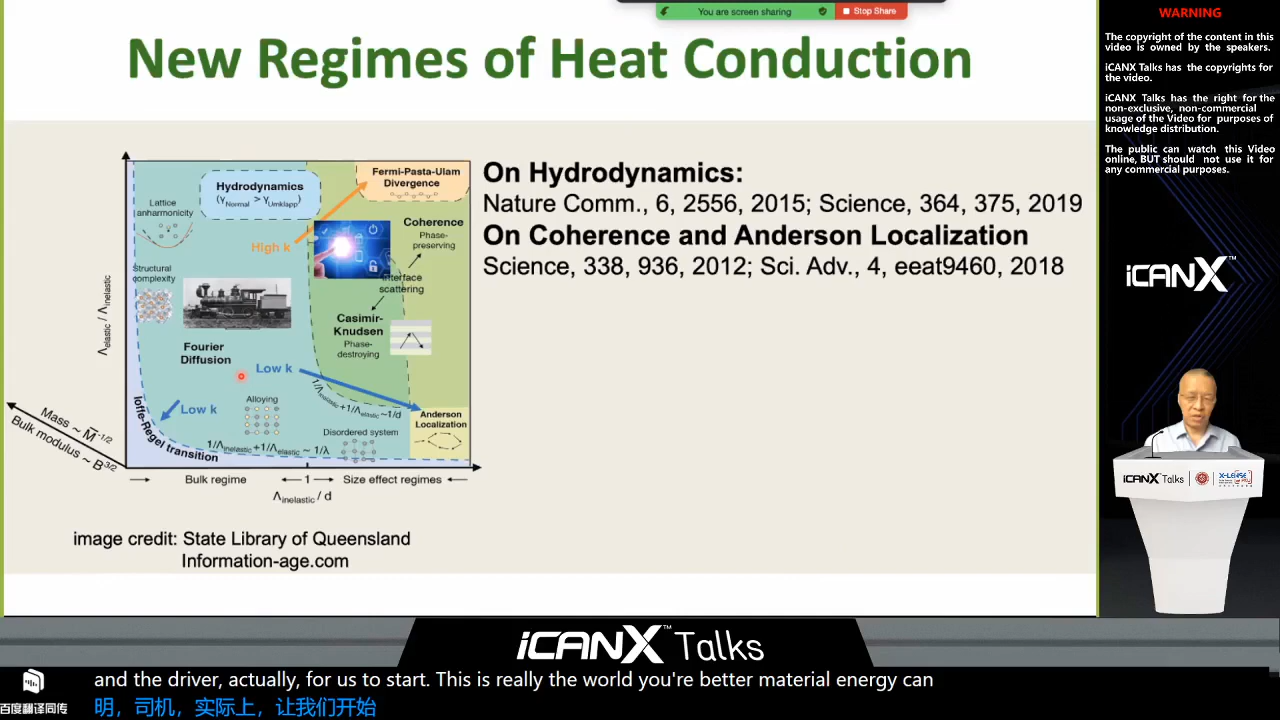 You are screen sharing
Stop Share
New Regimes of Heat Conduction
Hydrodynamics
(γNormal > γUmklapp)
Fermi-Pasta-Ulam
Divergence
Lattice
anharmonicity
High k
Coherence
Phase-
preserving
Structural
complexity
Interface
scattering
Casimir-
Knudsen
Phase-
destroying
Fourier
Diffusion
Low k
Low k
Alloying
1/Λinelastic+1/Λelastic~1/d
Anderson
Localization
Disordered system
1/Λinelastic+1/Λelastic ~ 1/λ
Ioffe-Regel transition
Λelastic / Λinelastic
Mass ~ M̄^-1/2
Bulk modulus ~ B^3/2
Bulk regime
1
Size effect regimes
Λinelastic / d
image credit: State Library of Queensland
Information-age.com
On Hydrodynamics:
Nature Comm., 6, 2556, 2015; Science, 364, 375, 2019
On Coherence and Anderson Localization
Science, 338, 936, 2012; Sci. Adv., 4, eeat9460, 2018
WARNING
The copyright of the content in this
video is owned by the speakers.
iCANX Talks has the copyrights for
the video.
iCANX Talks has the right for the
non-exclusive, non-commercial
usage of the Video for purposes of
knowledge distribution.
The public can watch this Video
online, BUT should not use it for
any commercial purposes.
iCANX™
iCANX Talks
X-LENSE
iCANX™ Talks
and the driver, actually, for us to start. This is really the world you're better material energy can
明，司机，实际上，让我们开始
百度翻译同传